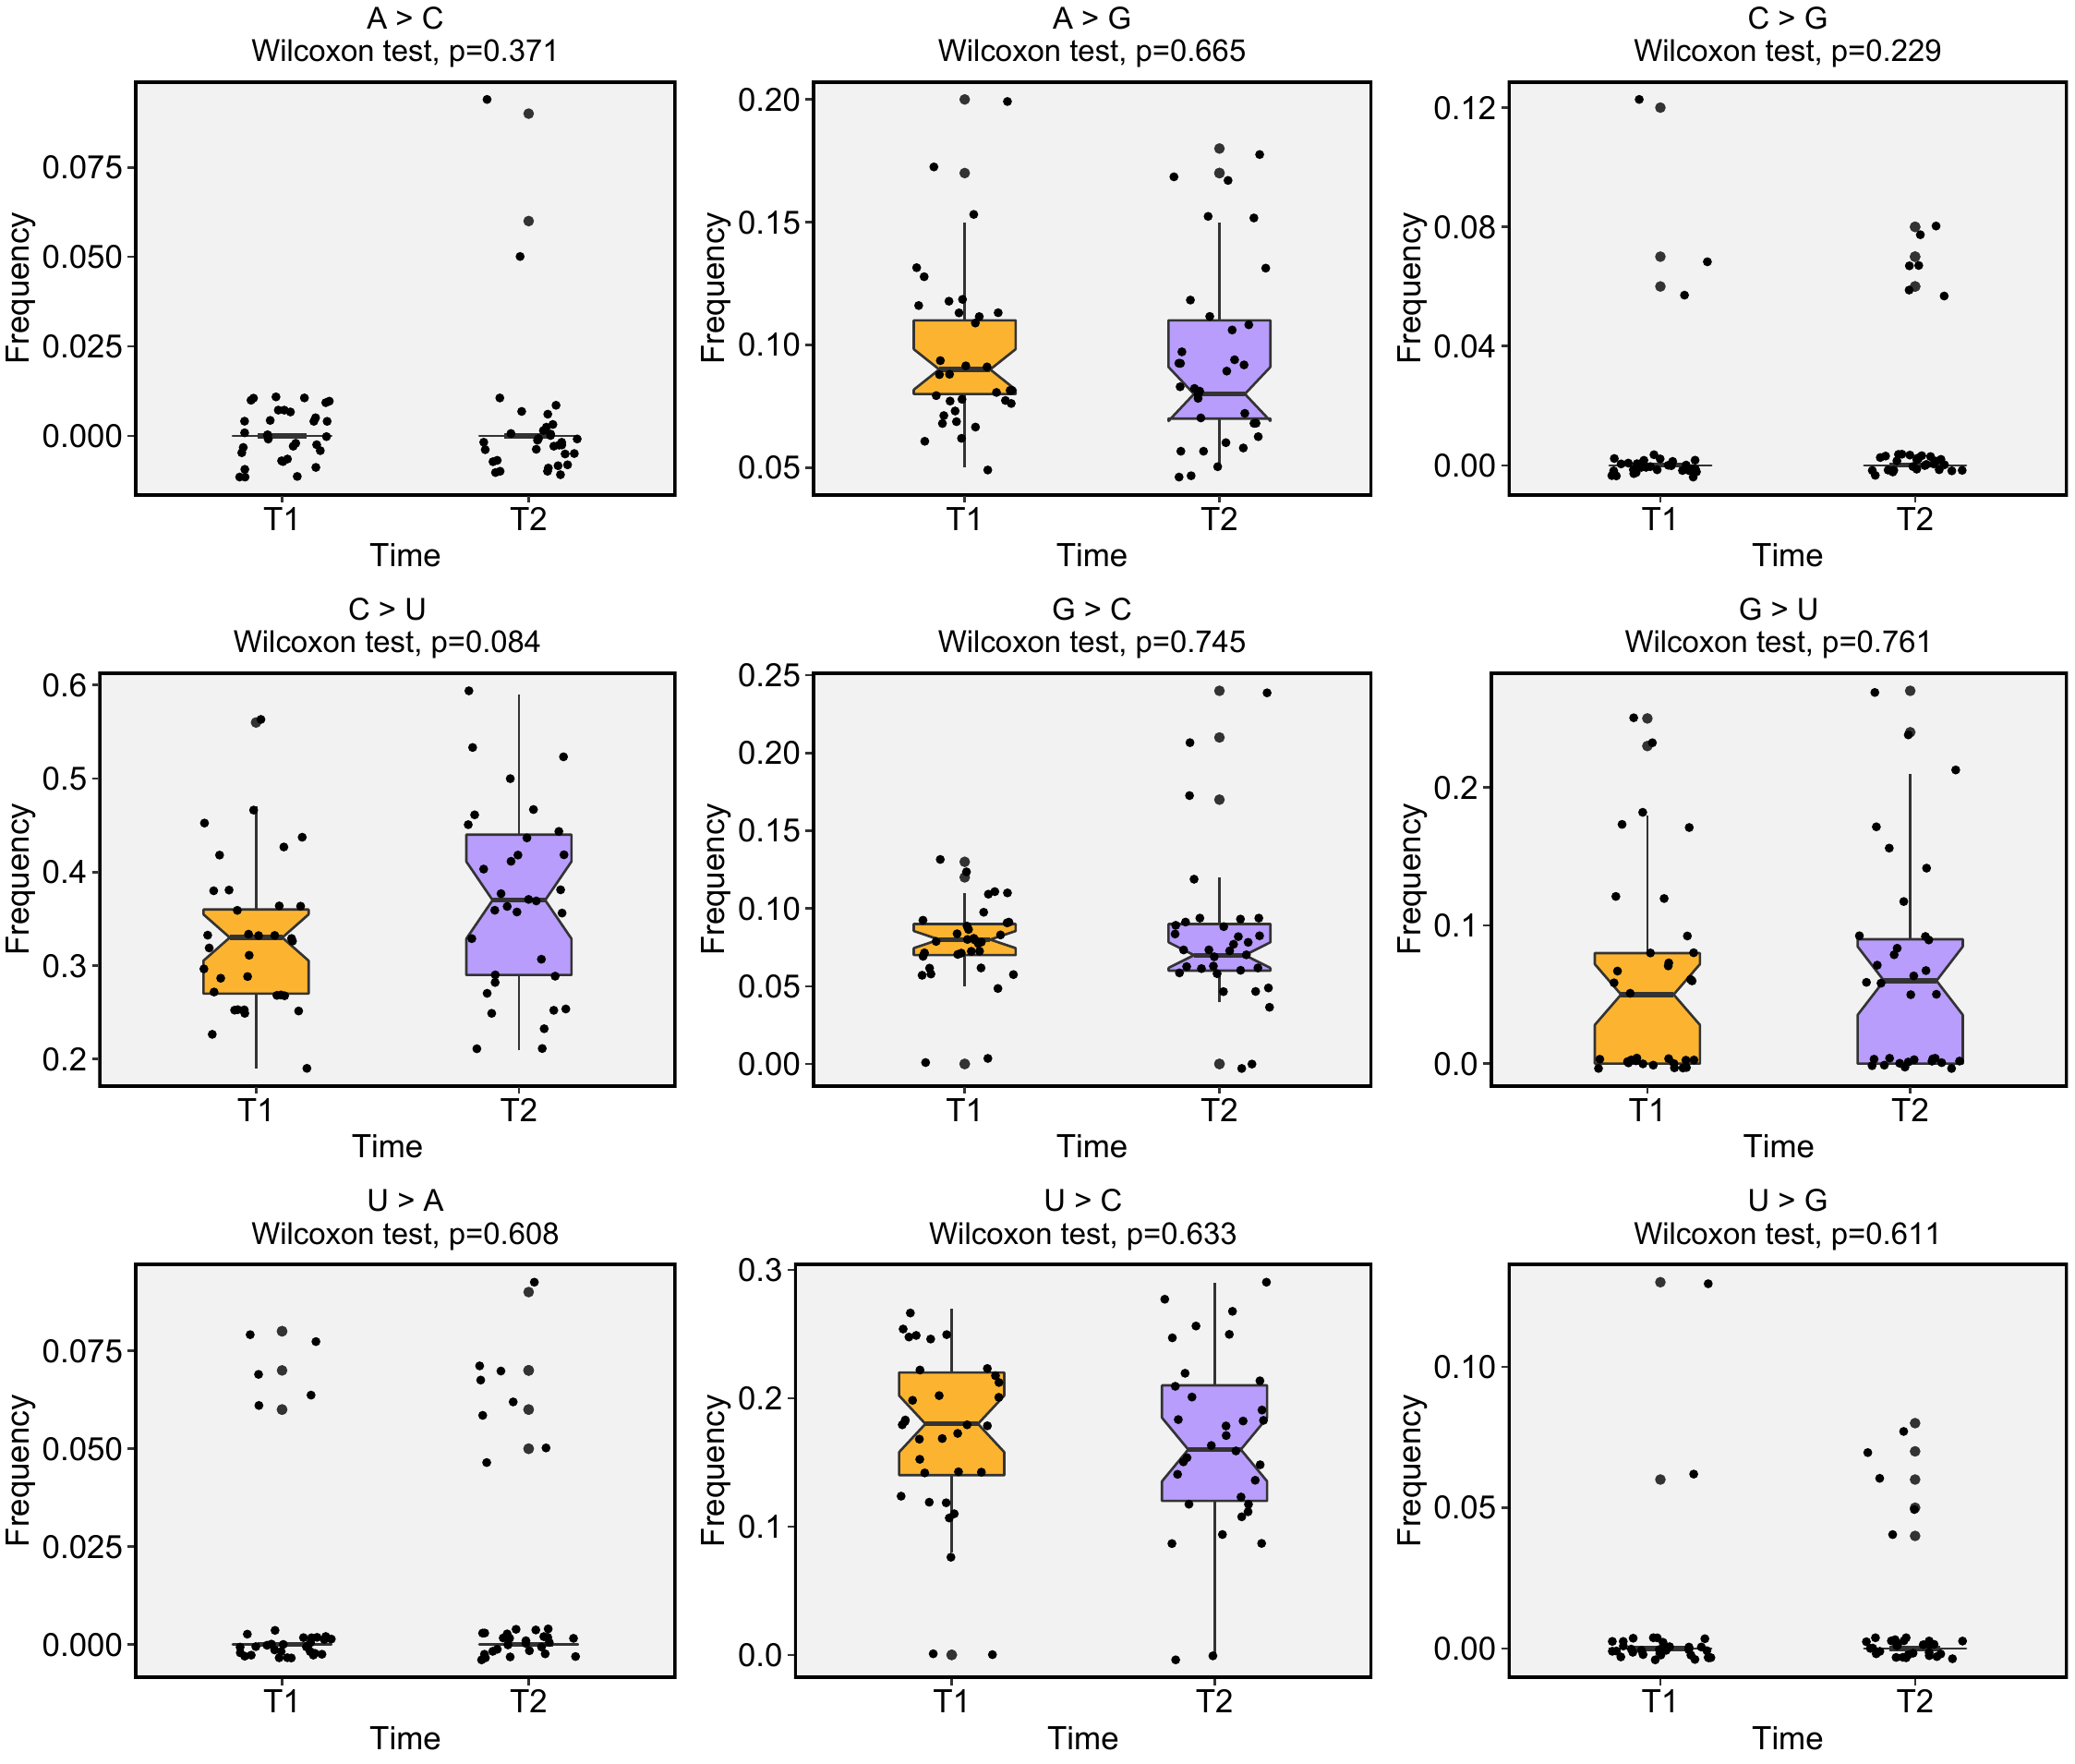 A > C
Wilcoxon test, p=0.371
Frequency
0.075
0.050
0.025
0.000
T1 T2
Time
A > G
Wilcoxon test, p=0.665
Frequency
0.20
0.15
0.10
0.05
T1 T2
Time
C > G
Wilcoxon test, p=0.229
Frequency
0.12
0.08
0.04
0.00
T1 T2
Time
C > U
Wilcoxon test, p=0.084
Frequency
0.6
0.5
0.4
0.3
0.2
T1 T2
Time
G > C
Wilcoxon test, p=0.745
Frequency
0.25
0.20
0.15
0.10
0.05
0.00
T1 T2
Time
G > U
Wilcoxon test, p=0.761
Frequency
0.2
0.1
0.0
T1 T2
Time
U > A
Wilcoxon test, p=0.608
Frequency
0.075
0.050
0.025
0.000
T1 T2
Time
U > C
Wilcoxon test, p=0.633
Frequency
0.3
0.2
0.1
0.0
T1 T2
Time
U > G
Wilcoxon test, p=0.611
Frequency
0.10
0.05
0.00
T1 T2
Time